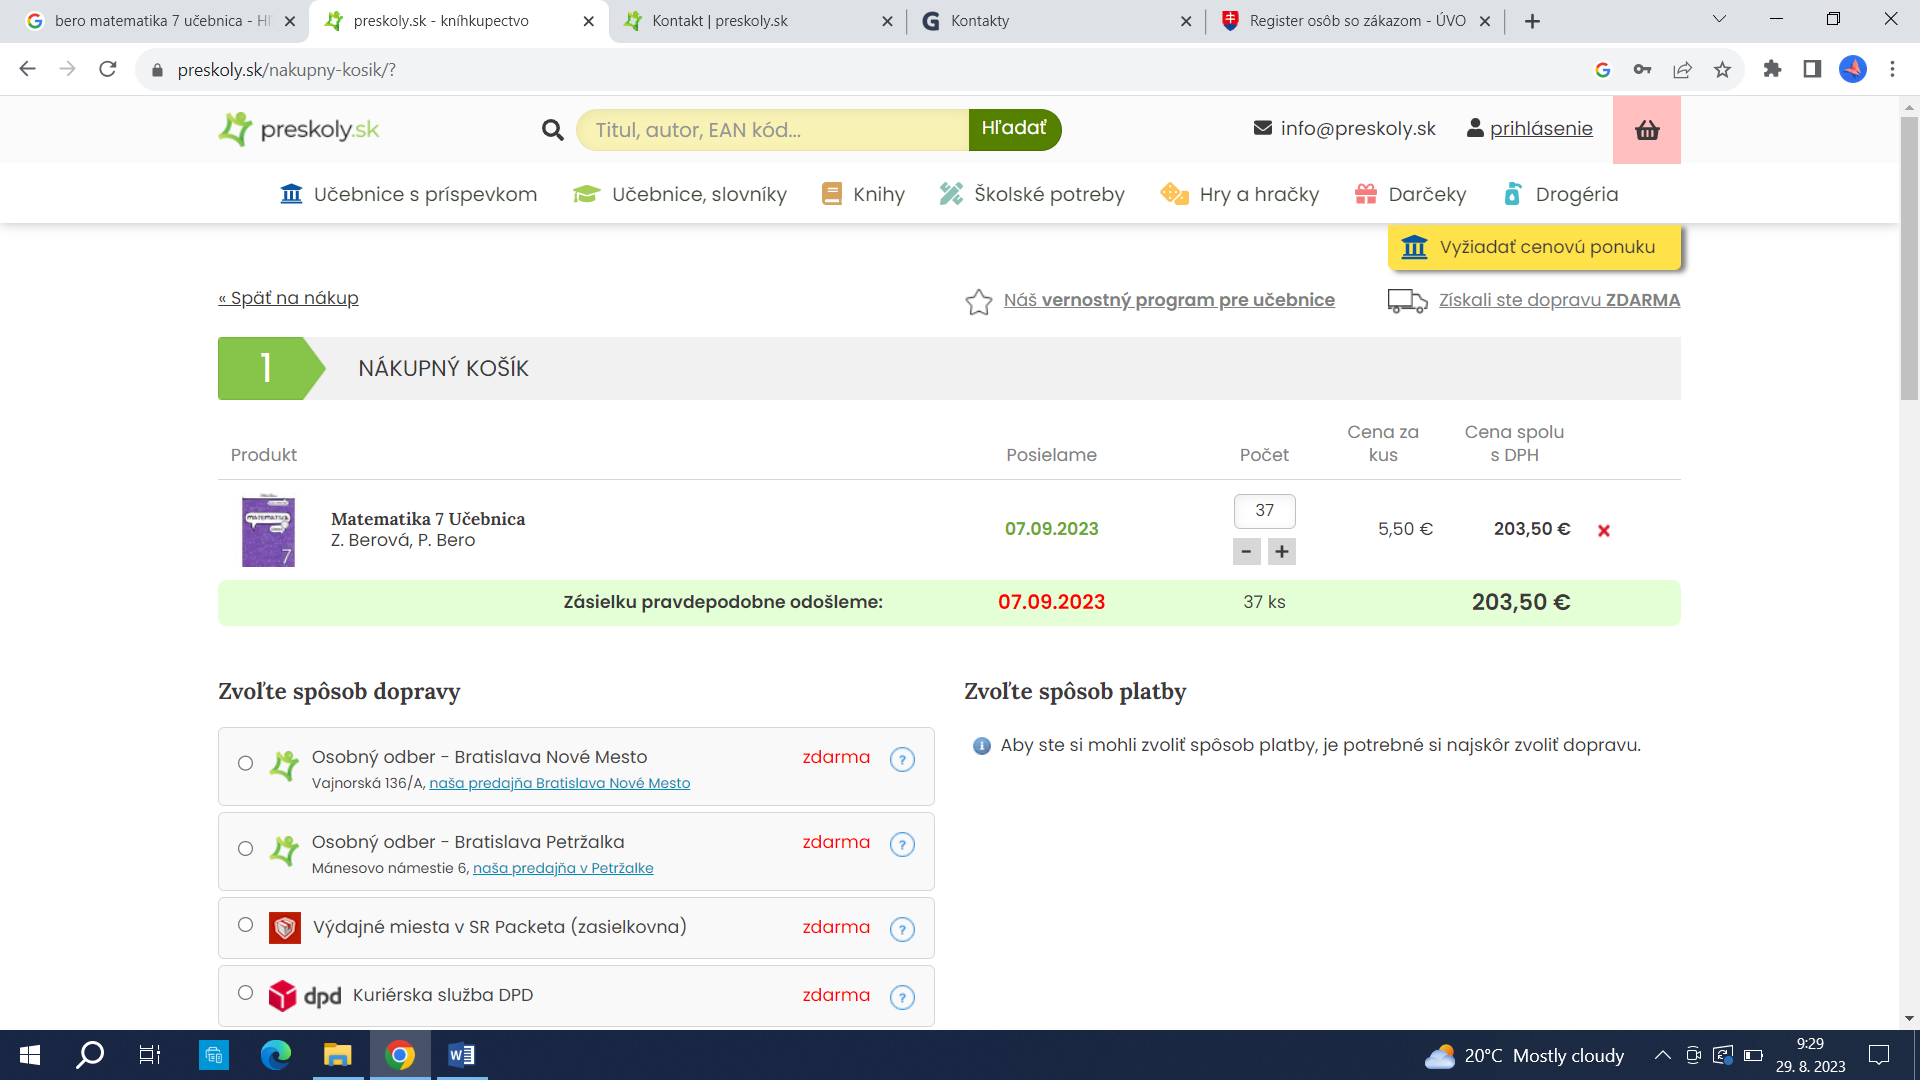 bero matematika 7 učebnica - Hľ
preskoly.sk - kníhkupectvo
Kontakt | preskoly.sk
Kontakty
Register osôb so zákazom - ÚVO
preskoly.sk/nakupny-kosik/?
preskoly.sk
Titul, autor, EAN kód...
Hľadať
info@preskoly.sk
prihlásenie
Učebnice s príspevkom
Učebnice, slovníky
Knihy
Školské potreby
Hry a hračky
Darčeky
Drogéria
Vyžiadať cenovú ponuku
« Späť na nákup
Náš vernostný program pre učebnice
Získali ste dopravu ZDARMA
1
NÁKUPNÝ KOŠÍK
Produkt
Posielame
Počet
Cena za
kus
Cena spolu
s DPH
MATEMATIKA
7
Matematika 7 Učebnica
Z. Berová, P. Bero
07.09.2023
37
- +
5,50 €
203,50 €
Zásielku pravdepodobne odošleme:
07.09.2023
37 ks
203,50 €
Zvoľte spôsob dopravy
Osobný odber - Bratislava Nové Mesto
Vajnorská 136/A, naša predajňa Bratislava Nové Mesto
zdarma
?
Osobný odber - Bratislava Petržalka
Mánesovo námestie 6, naša predajňa v Petržalke
zdarma
?
Výdajné miesta v SR Packeta (zasielkovna)
zdarma
?
dpd
Kuriérska služba DPD
zdarma
?
Zvoľte spôsob platby
Aby ste si mohli zvoliť spôsob platby, je potrebné si najskôr zvoliť dopravu.
20°C Mostly cloudy
9:29
29. 8. 2023